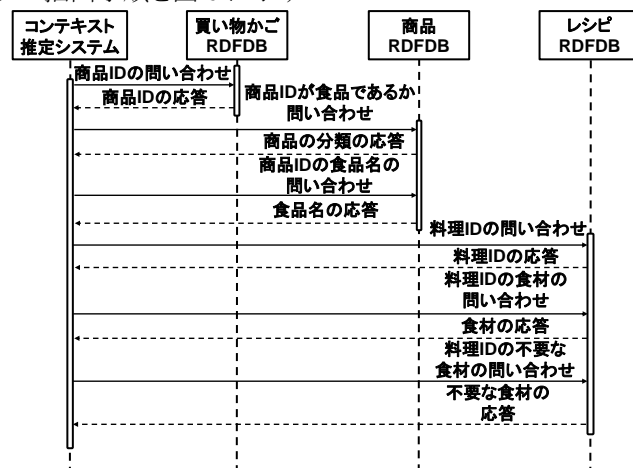 コンテキスト
推定システム
買い物かご
RDFDB
商品
RDFDB
レシピ
RDFDB
商品IDの問い合わせ
商品IDの応答
商品IDが食品であるか
問い合わせ
商品の分類の応答
商品IDの食品名の
問い合わせ
食品名の応答
料理IDの問い合わせ
料理IDの応答
料理IDの食材の
問い合わせ
食材の応答
料理IDの不要な
食材の問い合わせ
不要な食材の
応答